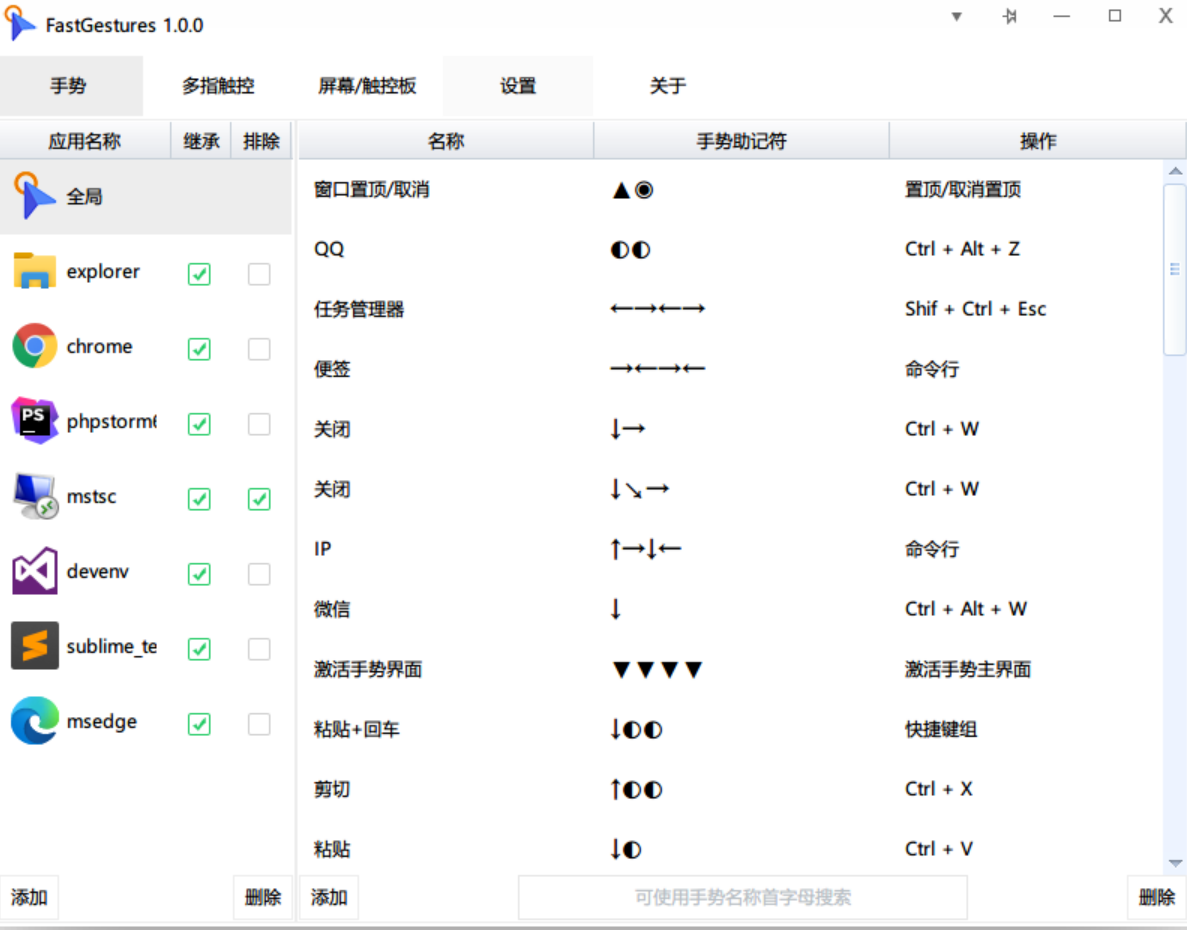 FastGestures 1.0.0
手势 多指触控 屏幕/触控板 设置 关于
应用名称 继承 排除 名称 手势助记符 操作
全局
explorer
chrome
PS
phpstorm6
mstsc
devenv
sublime_te
msedge
窗口置顶/取消 ▲◉ 置顶/取消置顶
QQ ◐◐ Ctrl + Alt + Z
任务管理器 ←→←→ Shif + Ctrl + Esc
便签 →←→← 命令行
关闭 ↓→ Ctrl + W
关闭 ↓↘→ Ctrl + W
IP ↑→↓← 命令行
微信 ↓ Ctrl + Alt + W
激活手势界面 ▼▼▼▼ 激活手势主界面
粘贴+回车 ↓◐◐ 快捷键组
剪切 ↑◐◐ Ctrl + X
粘贴 ↓◐ Ctrl + V
添加 删除 添加 可使用手势名称首字母搜索 删除